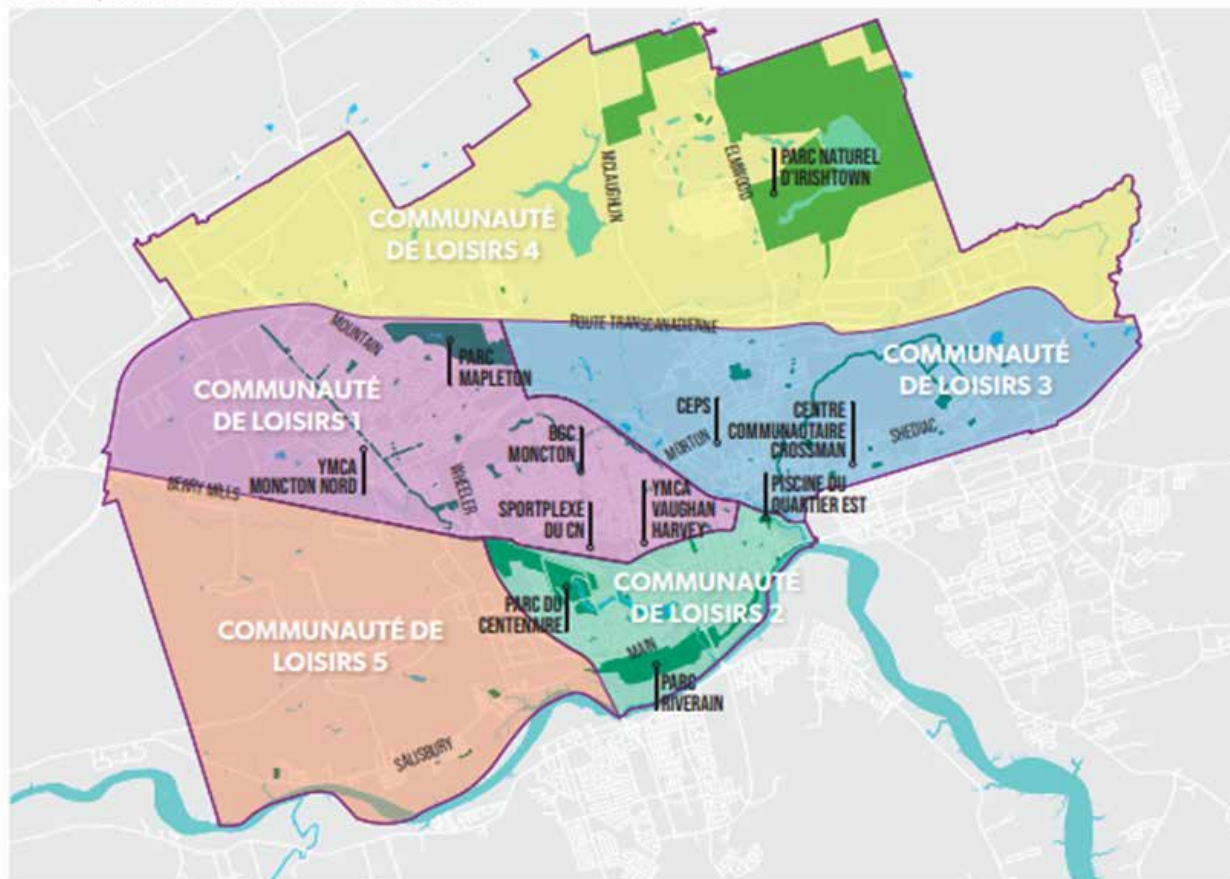 MCLAUGHLIN
ELMWOOD
PARC NATUREL
D'IRISHTOWN
COMMUNAUTÉ
DE LOISIRS 4
ROUTE TRANSCANADIENNE
MOUNTAIN
PARC
MAPLETON
COMMUNAUTÉ
DE LOISIRS 3
COMMUNAUTÉ
DE LOISIRS 1
CEPS
CENTRE
COMMUNAUTAIRE
CROSSMAN
SHEDIAC
MORTON
BGC
MONCTON
YMCA
MONCTON NORD
WHEELER
BERRY MILLS
SPORTPLEXE
DU CN
YMCA
VAUGHAN
HARVEY
PISCINE DU
QUARTIER EST
COMMUNAUTÉ
DE LOISIRS 2
PARC DU
CENTENAIRE
COMMUNAUTÉ DE
LOISIRS 5
MAIN
PARC
RIVERAIN
SALISBURY